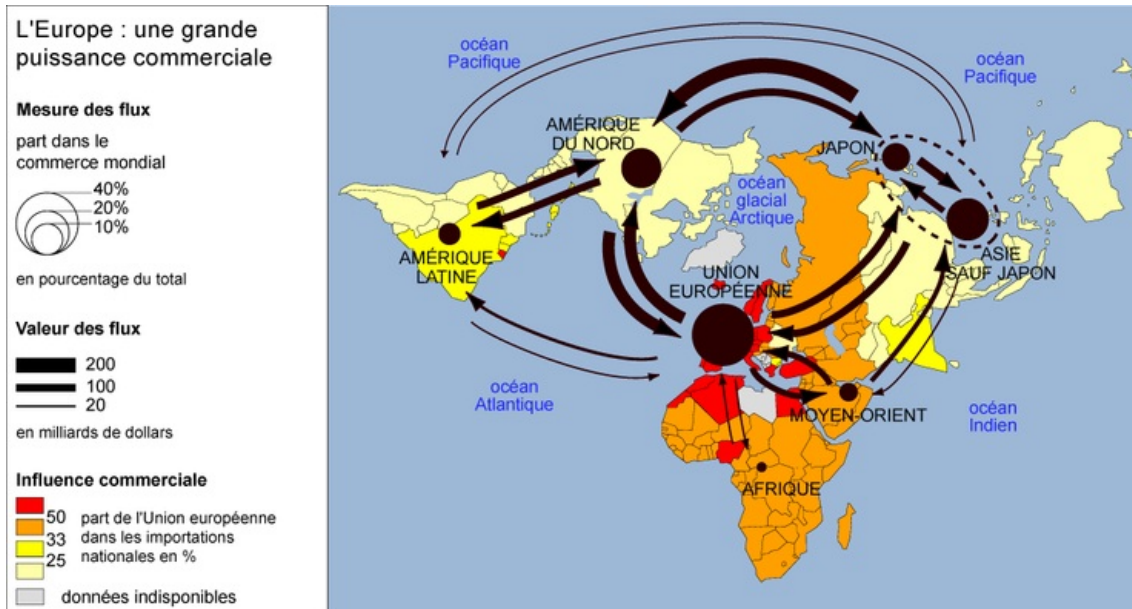 L'Europe : une grande
puissance commerciale
Mesure des flux
part dans le
commerce mondial
40%
20%
10%
en pourcentage du total
Valeur des flux
200
100
20
en milliards de dollars
Influence commerciale
50
33
25
part de l'Union européenne
dans les importations
nationales en %
données indisponibles
océan
Pacifique
océan
Pacifique
AMÉRIQUE
DU NORD
JAPON
océan
glacial
Arctique
AMÉRIQUE
LATINE
UNION
EUROPÉENNE
ASIE
SAUF JAPON
océan
Atlantique
MOYEN-ORIENT
océan
Indien
AFRIQUE